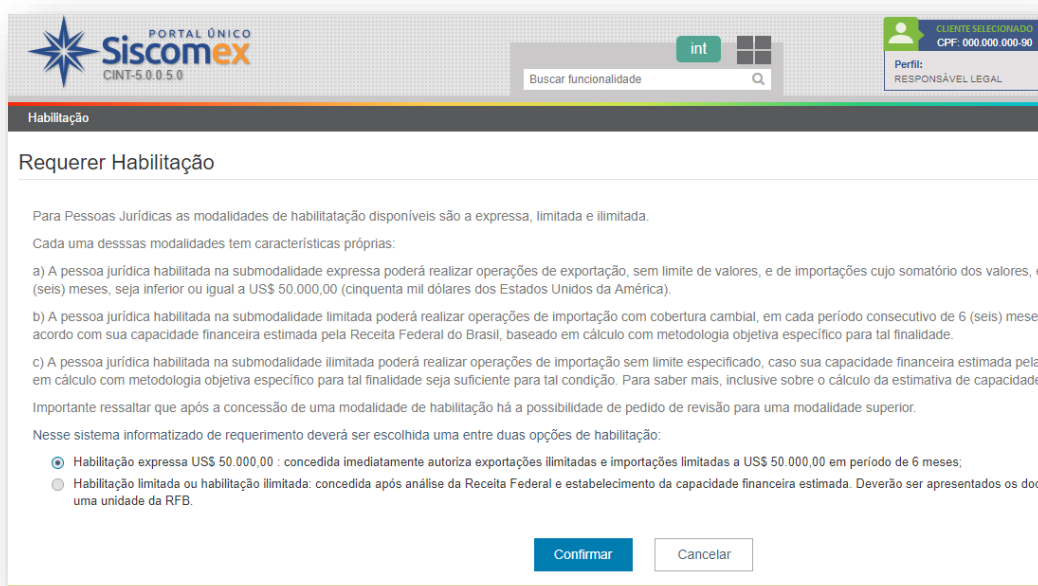 PORTAL ÚNICO
Siscomex
CINT-5.0.0.5.0
int
Buscar funcionalidade
CLIENTE SELECIONADO
CPF: 000.000.000-90
Perfil:
RESPONSÁVEL LEGAL
Habilitação
Requerer Habilitação
Para Pessoas Jurídicas as modalidades de habilitatação disponíveis são a expressa, limitada e ilimitada.
Cada uma desssas modalidades tem características próprias:
a) A pessoa jurídica habilitada na submodalidade expressa poderá realizar operações de exportação, sem limite de valores, e de importações cujo somatório dos valores,
(seis) meses, seja inferior ou igual a US$ 50.000,00 (cinquenta mil dólares dos Estados Unidos da América).
b) A pessoa jurídica habilitada na submodalidade limitada poderá realizar operações de importação com cobertura cambial, em cada período consecutivo de 6 (seis) mese
acordo com sua capacidade financeira estimada pela Receita Federal do Brasil, baseado em cálculo com metodologia objetiva específico para tal finalidade.
c) A pessoa jurídica habilitada na submodalidade ilimitada poderá realizar operações de importação sem limite especificado, caso sua capacidade financeira estimada pela
em cálculo com metodologia objetiva específico para tal finalidade seja suficiente para tal condição. Para saber mais, inclusive sobre o cálculo da estimativa de capacidade
Importante ressaltar que após a concessão de uma modalidade de habilitação há a possibilidade de pedido de revisão para uma modalidade superior.
Nesse sistema informatizado de requerimento deverá ser escolhida uma entre duas opções de habilitação:
Habilitação expressa US$ 50.000,00 : concedida imediatamente autoriza exportações ilimitadas e importações limitadas a US$ 50.000,00 em período de 6 meses;
Habilitação limitada ou habilitação ilimitada: concedida após análise da Receita Federal e estabelecimento da capacidade financeira estimada. Deverão ser apresentados os doc
uma unidade da RFB.
Confirmar
Cancelar